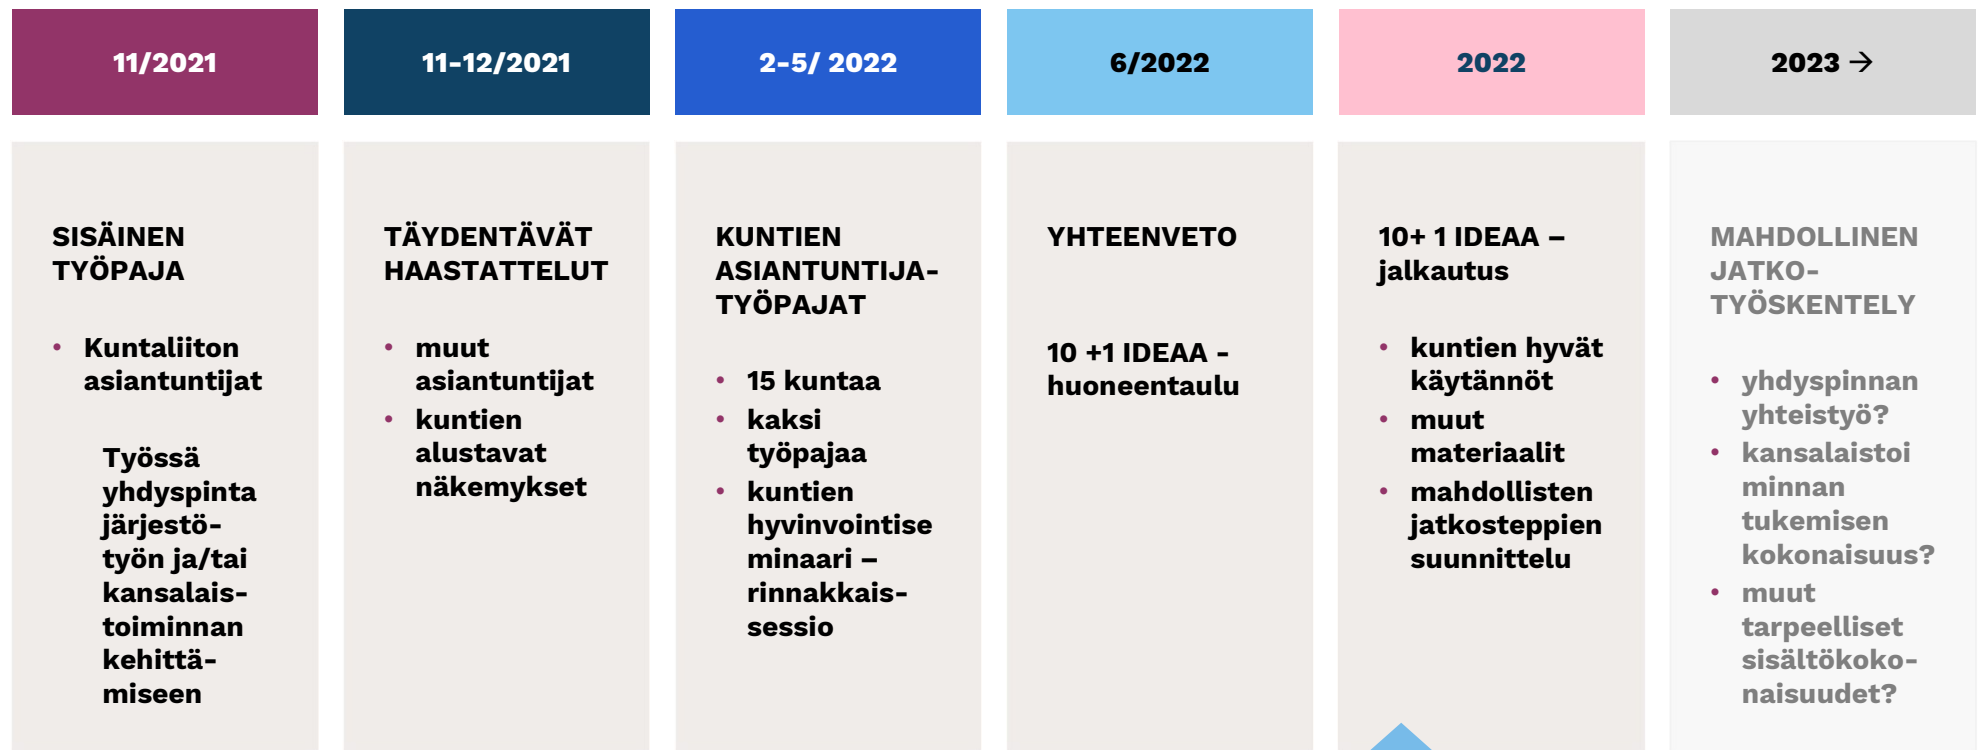 11/2021
SISÄINEN
TYÖPAJA
• Kuntaliiton
asiantuntijat
Työssä
yhdyspinta
järjestö-
työn ja/tai
kansalais-
toiminnan
kehittä-
miseen
11-12/2021
TÄYDENTÄVÄT
HAASTATTELUT
• muut
asiantuntijat
• kuntien
alustavat
näkemykset
2-5/ 2022
KUNTIEN
ASIANTUNTIJA-
TYÖPAJAT
• 15 kuntaa
• kaksi
työpajaa
• kuntien
hyvinvointise
minaari –
rinnakkais-
sessio
6/2022
YHTEENVETO
10 +1 IDEAA -
huoneentaulu
2022
10+ 1 IDEAA –
jalkautus
• kuntien hyvät
käytännöt
• muut
materiaalit
• mahdollisten
jatkosteppien
suunnittelu
2023 →
MAHDOLLINEN
JATKO-
TYÖSKENTELY
• yhdyspinnan
yhteistyö?
• kansalaistoi
minnan
tukemisen
kokonaisuus?
• muut
tarpeelliset
sisältökoko-
naisuudet?